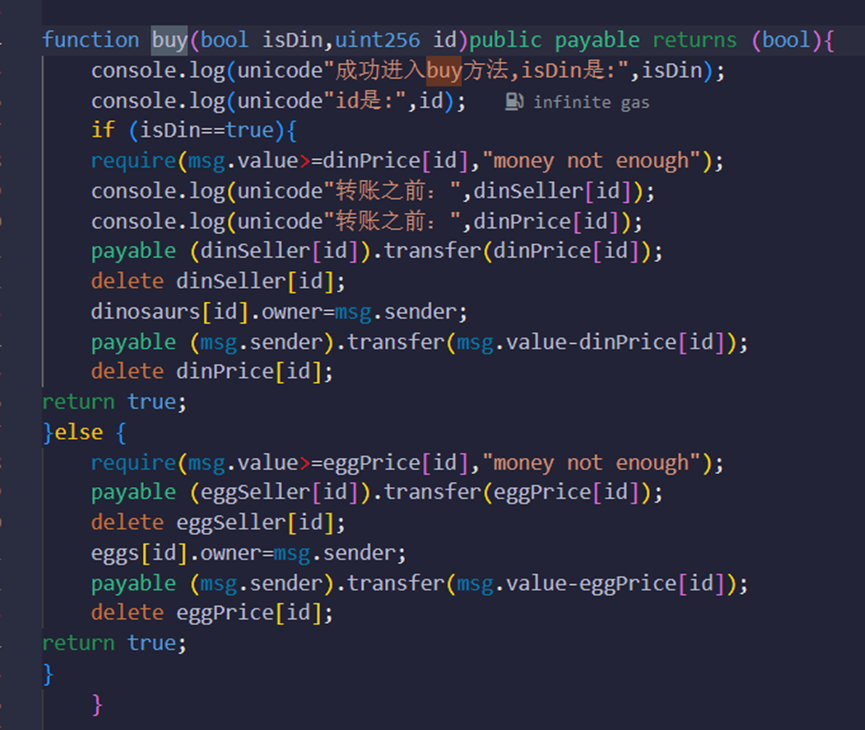 function buy(bool isDin,uint256 id)public payable returns (bool){
console.log(unicode"成功进入buy方法,isDin是:",isDin);
console.log(unicode"id是:",id); infinite gas
if (isDin==true){
require(msg.value>=dinPrice[id],"money not enough");
console.log(unicode"转账之前: ",dinSeller[id]);
console.log(unicode"转账之前: ",dinPrice[id]);
payable (dinSeller[id]).transfer(dinPrice[id]);
delete dinSeller[id];
dinosaurs[id].owner=msg.sender;
payable (msg.sender).transfer(msg.value-dinPrice[id]);
delete dinPrice[id];
return true;
}else {
require(msg.value>=eggPrice[id],"money not enough");
payable (eggSeller[id]).transfer(eggPrice[id]);
delete eggSeller[id];
eggs[id].owner=msg.sender;
payable (msg.sender).transfer(msg.value-eggPrice[id]);
delete eggPrice[id];
return true;
}
}